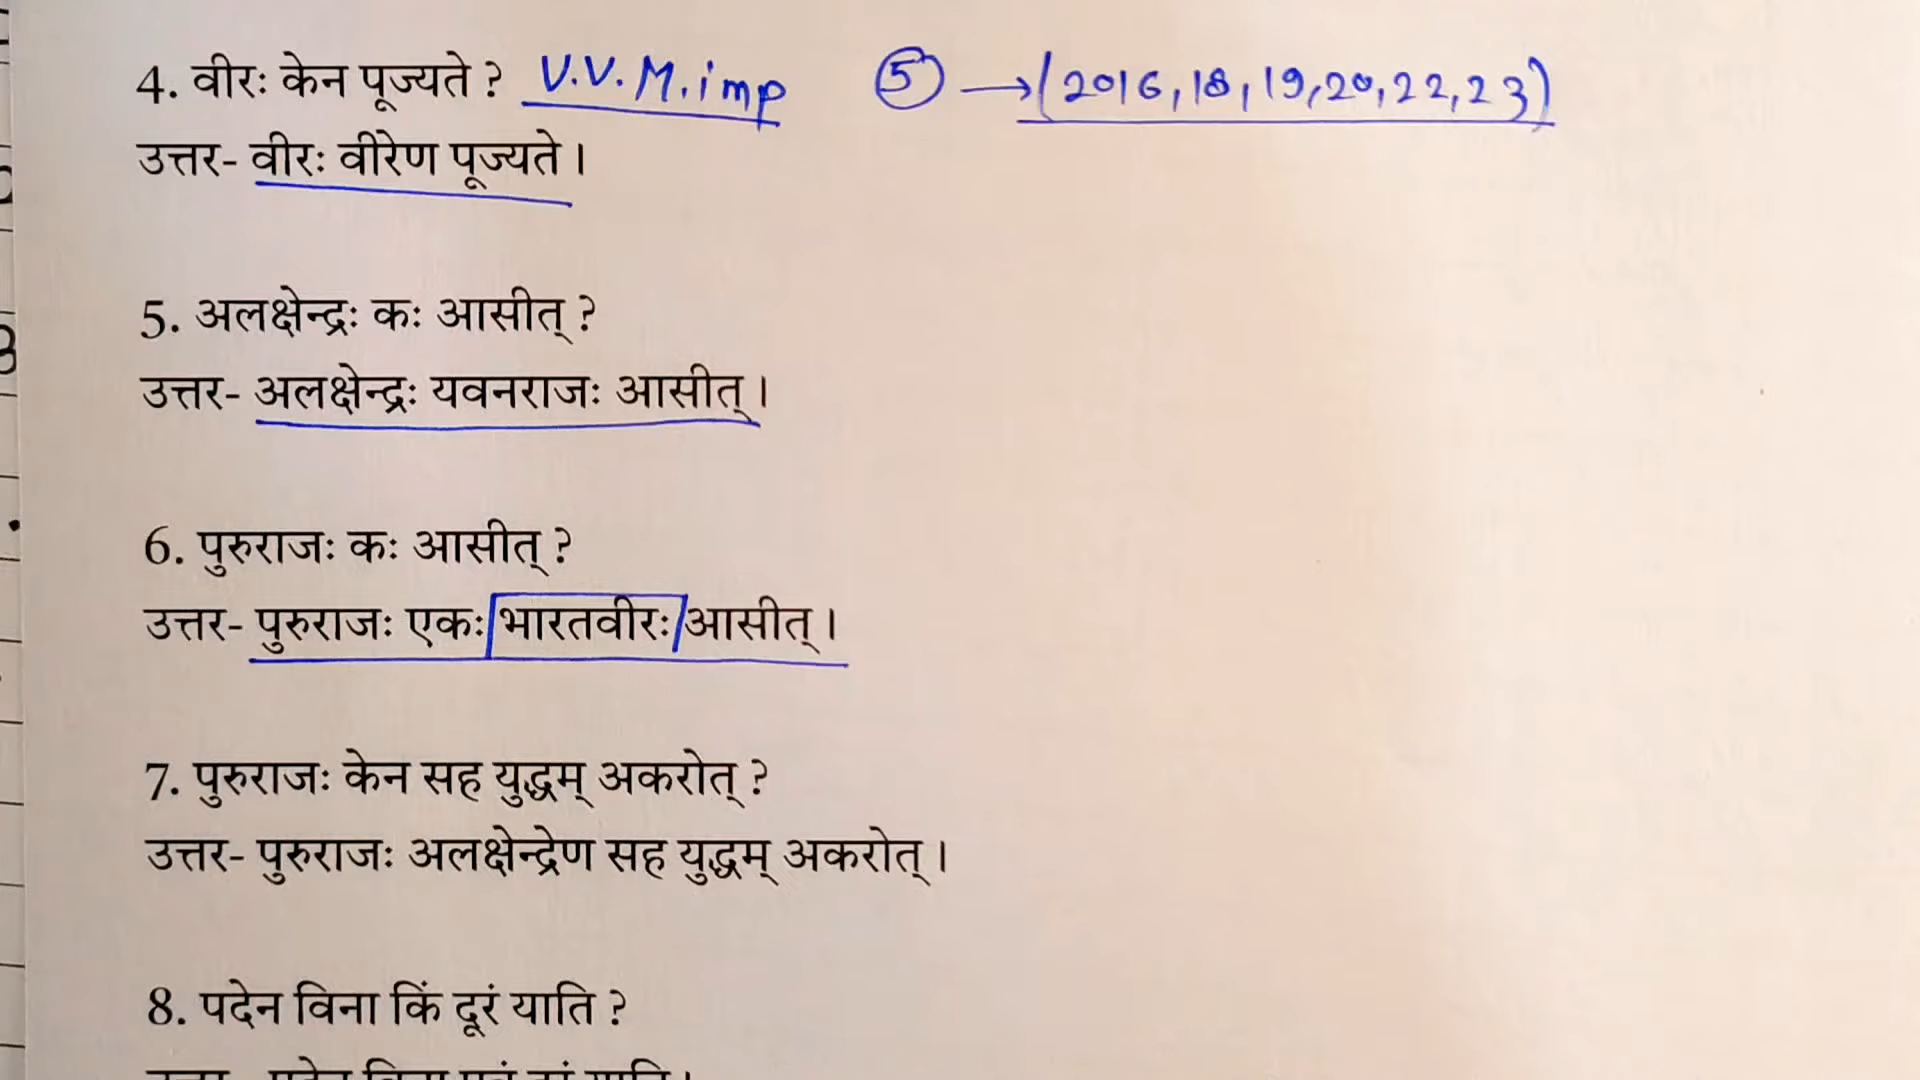 4. वीरः केन पूज्यते ? V.V.M.imp ⑤ →(2016,18,19,20,22,23)
उत्तर- वीरः वीरेण पूज्यते।
5. अलक्षेन्द्रः कः आसीत् ?
उत्तर- अलक्षेन्द्रः यवनराजः आसीत्।
6. पुरुराजः कः आसीत् ?
उत्तर- पुरुराजः एकः भारतवीरः आसीत्।
7. पुरुराजः केन सह युद्धम् अकरोत् ?
उत्तर- पुरुराजः अलक्षेन्द्रेण सह युद्धम् अकरोत्।
8. पदेन विना किं दूरं याति ?